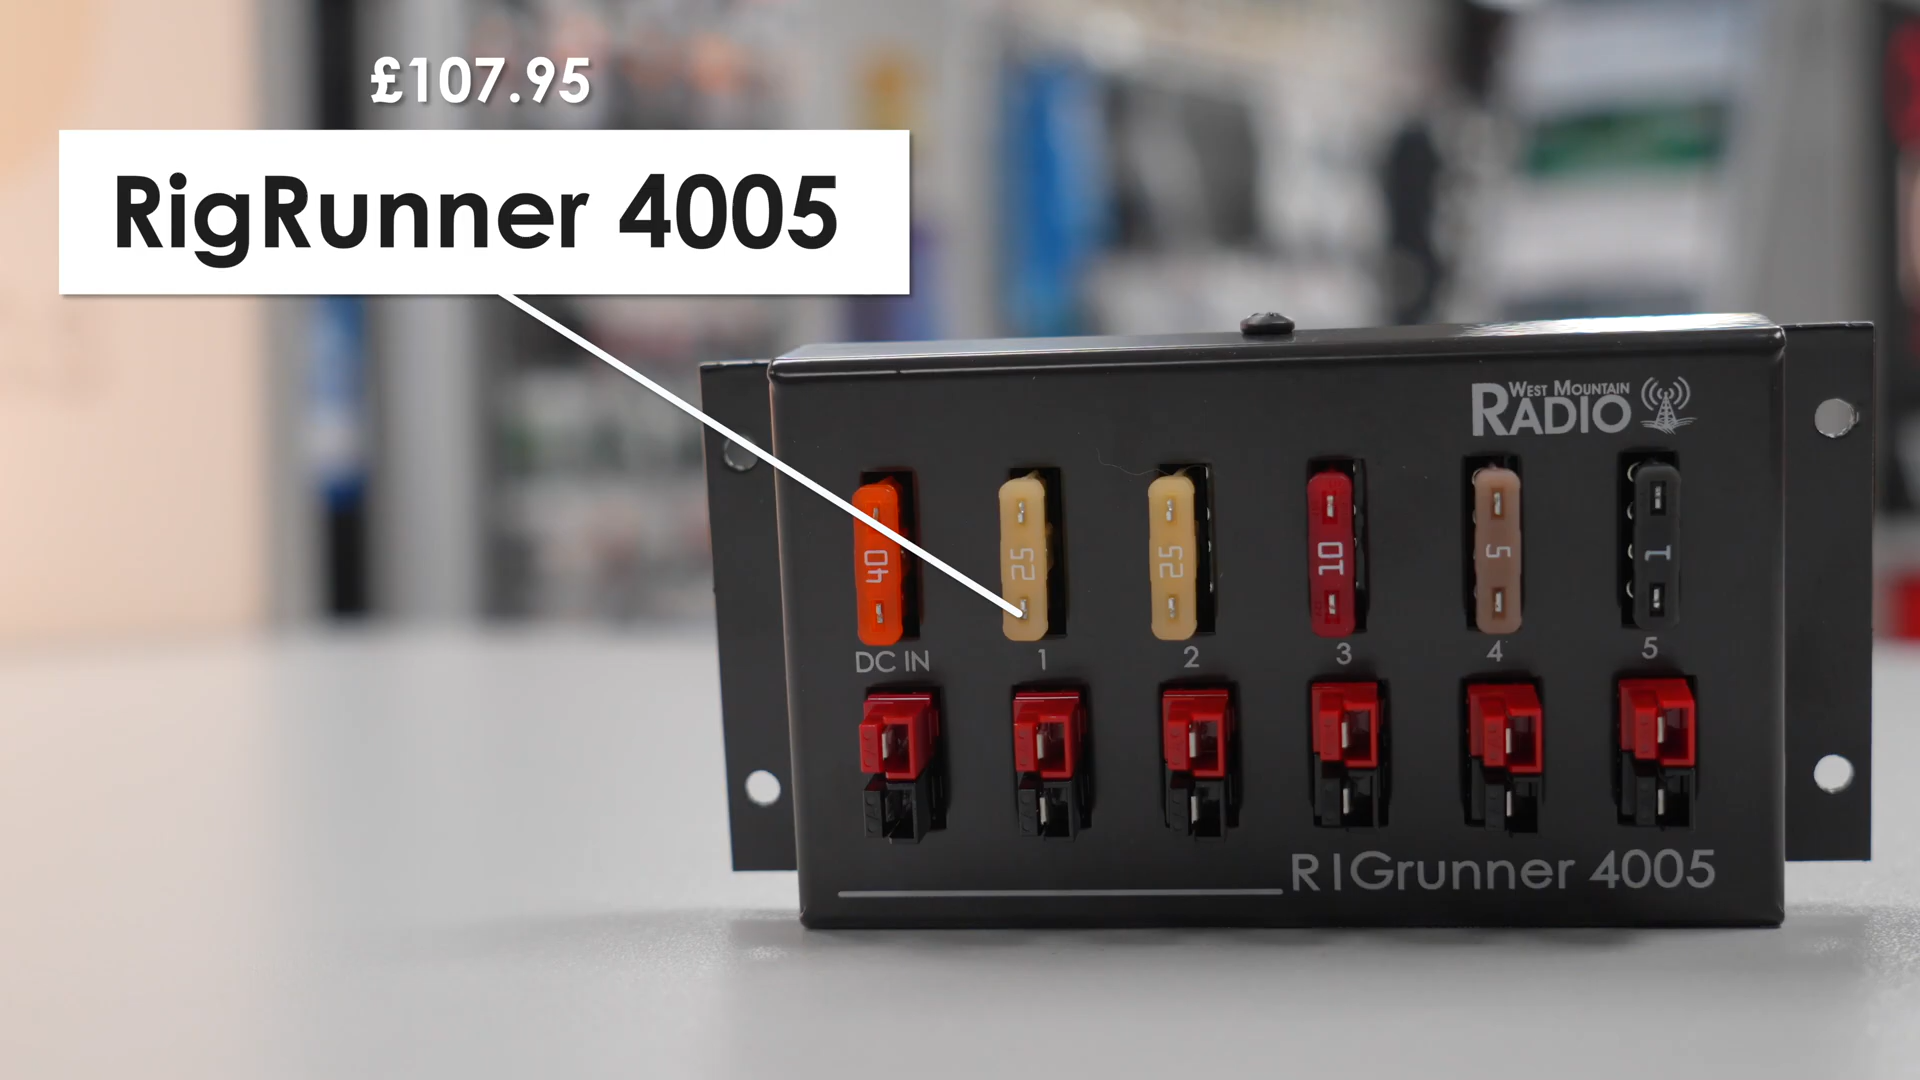 £107.95
RigRunner 4005
WEST MOUNTAIN
RADIO
40
25
25
10
5
1
DC IN
1
2
3
4
5
RIGrunner 4005